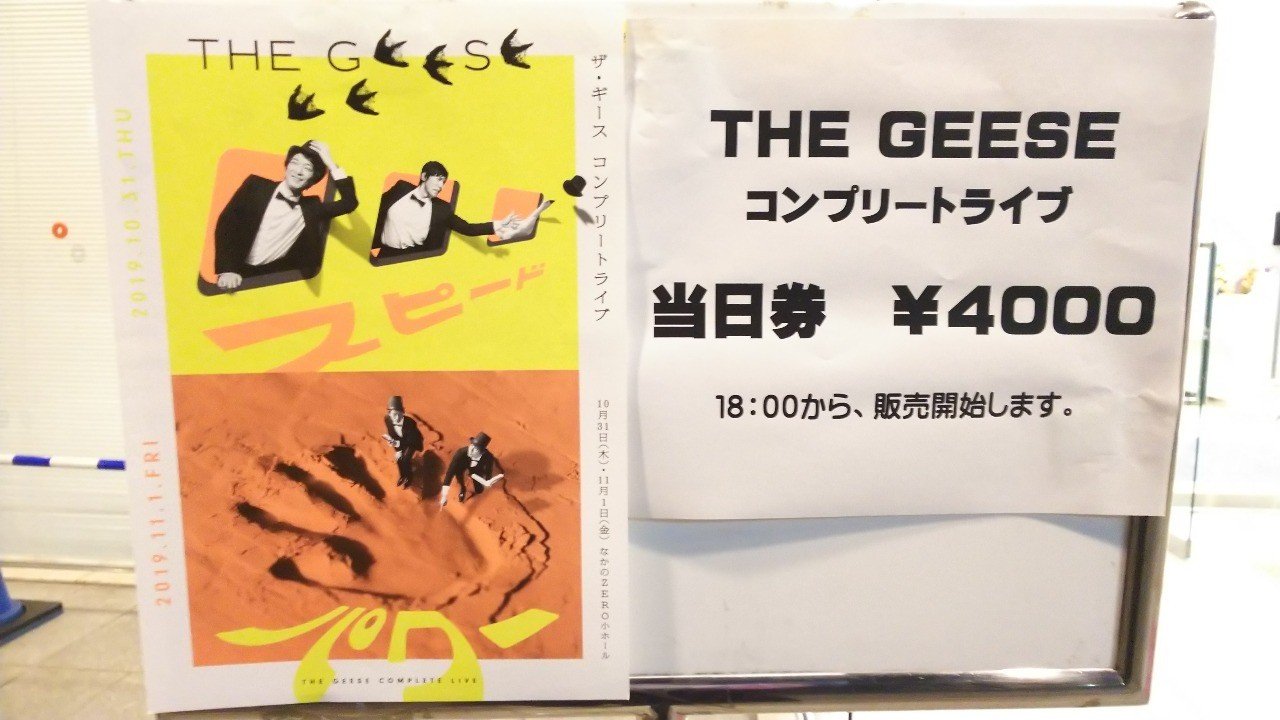 THE GEESE
ザ・ギース コンプリートライブ
2019.10.31.THU
2019.11.1.FRI
スピード
10月31日(木)・11月1日(金) なかのZERO小ホール
パワー
THE GEESE COMPLETE LIVE
THE GEESE
コンプリートライブ
当日券 ¥4000
18:00から、販売開始します。